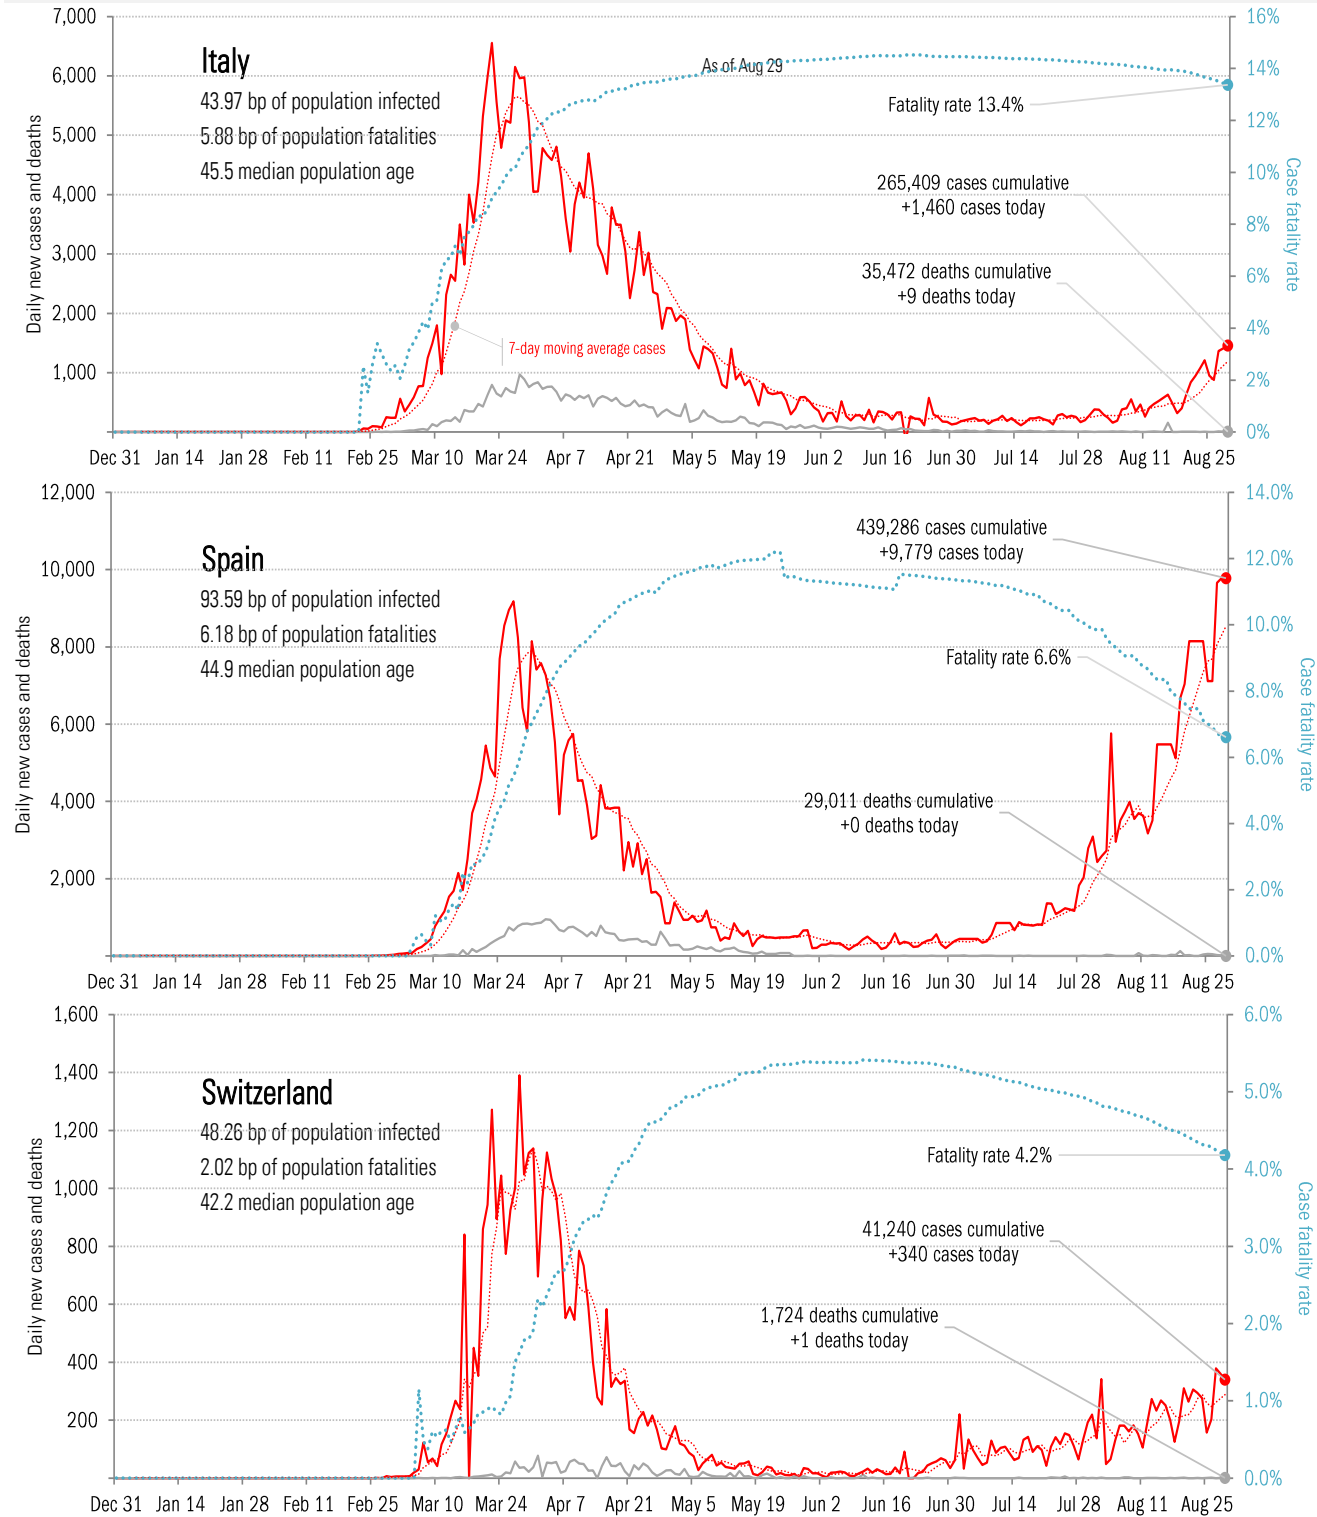 7,000
6,000
5,000
4,000
3,000
2,000
1,000
Daily new cases and deaths
Italy
43.97 bp of population infected
5.88 bp of population fatalities
45.5 median population age
As of Aug 29
Fatality rate 13.4%
265,409 cases cumulative
+1,460 cases today
35,472 deaths cumulative
+9 deaths today
7-day moving average cases
16%
14%
12%
10%
8%
6%
4%
2%
0%
Case fatality rate
Dec 31 Jan 14 Jan 28 Feb 11 Feb 25 Mar 10 Mar 24 Apr 7 Apr 21 May 5 May 19 Jun 2 Jun 16 Jun 30 Jul 14 Jul 28 Aug 11 Aug 25
12,000
10,000
8,000
6,000
4,000
2,000
Daily new cases and deaths
Spain
93.59 bp of population infected
6.18 bp of population fatalities
44.9 median population age
439,286 cases cumulative
+9,779 cases today
Fatality rate 6.6%
29,011 deaths cumulative
+0 deaths today
14.0%
12.0%
10.0%
8.0%
6.0%
4.0%
2.0%
0.0%
Case fatality rate
Dec 31 Jan 14 Jan 28 Feb 11 Feb 25 Mar 10 Mar 24 Apr 7 Apr 21 May 5 May 19 Jun 2 Jun 16 Jun 30 Jul 14 Jul 28 Aug 11 Aug 25
1,600
1,400
1,200
1,000
800
600
400
200
Daily new cases and deaths
Switzerland
48.26 bp of population infected
2.02 bp of population fatalities
42.2 median population age
Fatality rate 4.2%
41,240 cases cumulative
+340 cases today
1,724 deaths cumulative
+1 deaths today
6.0%
5.0%
4.0%
3.0%
2.0%
1.0%
0.0%
Case fatality rate
Dec 31 Jan 14 Jan 28 Feb 11 Feb 25 Mar 10 Mar 24 Apr 7 Apr 21 May 5 May 19 Jun 2 Jun 16 Jun 30 Jul 14 Jul 28 Aug 11 Aug 25